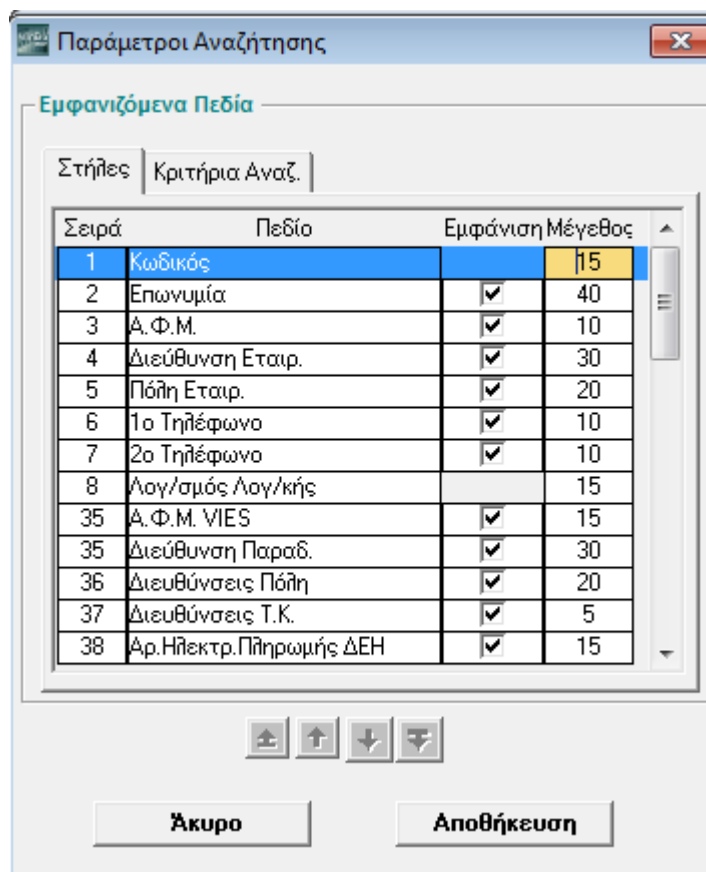 Παράμετροι Αναζήτησης
Εμφανιζόμενα Πεδία
Στήλες Κριτήρια Αναζ.
Σειρά Πεδίο Εμφάνιση Μέγεθος
1 Κωδικός 15
2 Επωνυμία 40
3 Α.Φ.Μ. 10
4 Διεύθυνση Εταιρ. 30
5 Πόλη Εταιρ. 20
6 1ο Τηλέφωνο 10
7 2ο Τηλέφωνο 10
8 Λογ/σμός Λογ/κής 15
35 Α.Φ.Μ. VIES 15
35 Διεύθυνση Παραδ. 30
36 Διευθύνσεις Πόλη 20
37 Διευθύνσεις Τ.Κ. 5
38 Αρ.Ηλεκτρ.Πληρωμής ΔΕΗ 15
Άκυρο Αποθήκευση